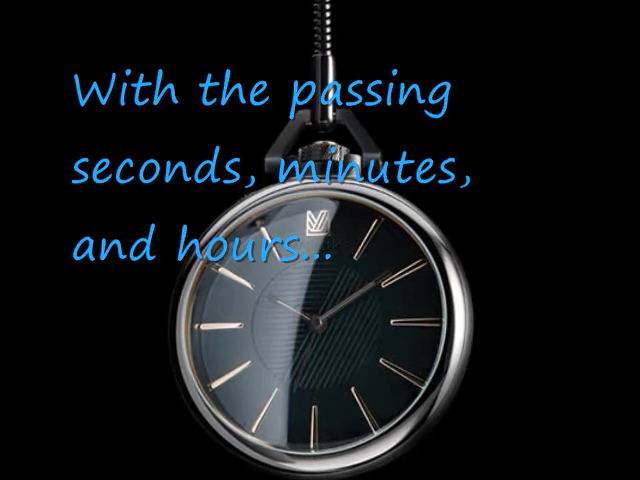 With the passing
seconds, minutes,
and hours...